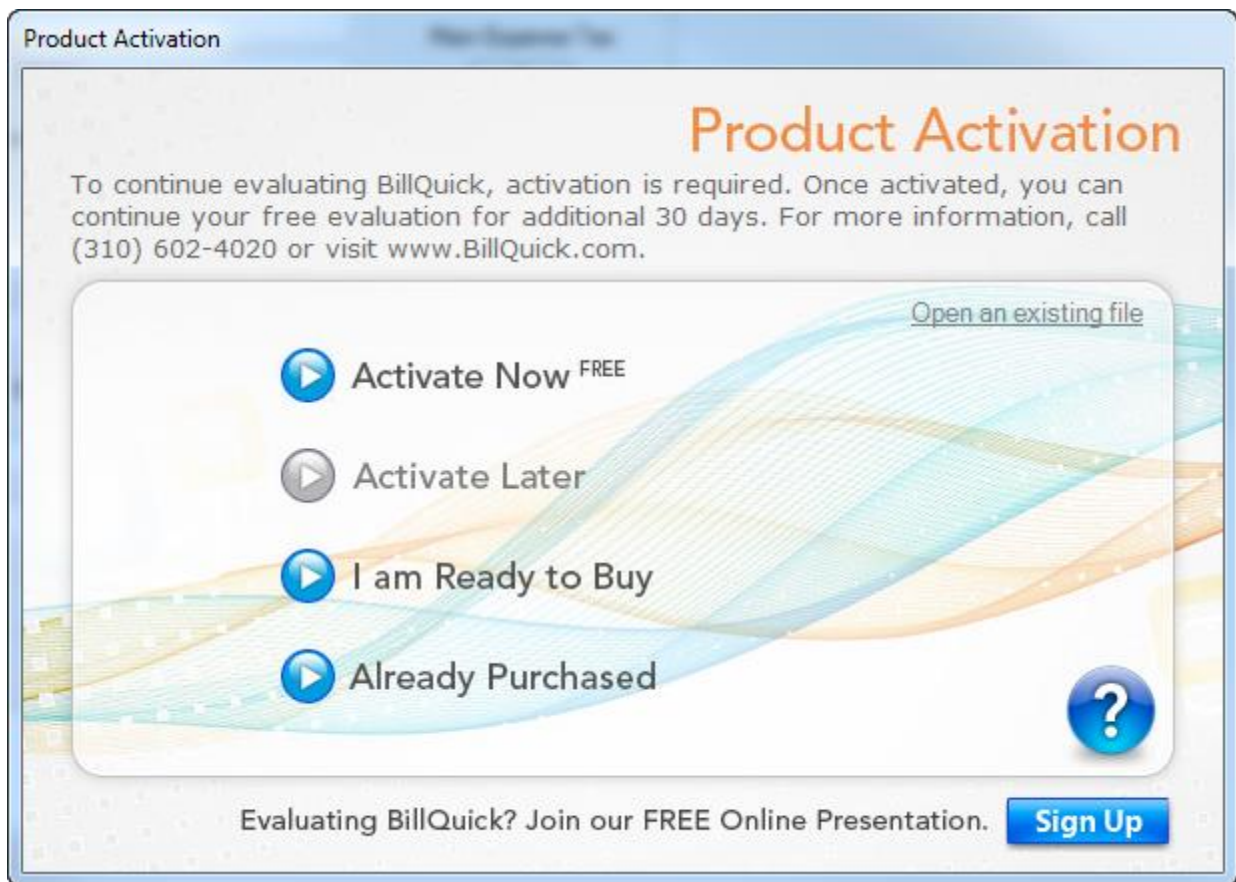 Product Activation
Product Activation
To continue evaluating BillQuick, activation is required. Once activated, you can
continue your free evaluation for additional 30 days. For more information, call
(310) 602-4020 or visit www.BillQuick.com.
Open an existing file
Activate Now FREE
Activate Later
I am Ready to Buy
Already Purchased
?
Evaluating BillQuick? Join our FREE Online Presentation.
Sign Up